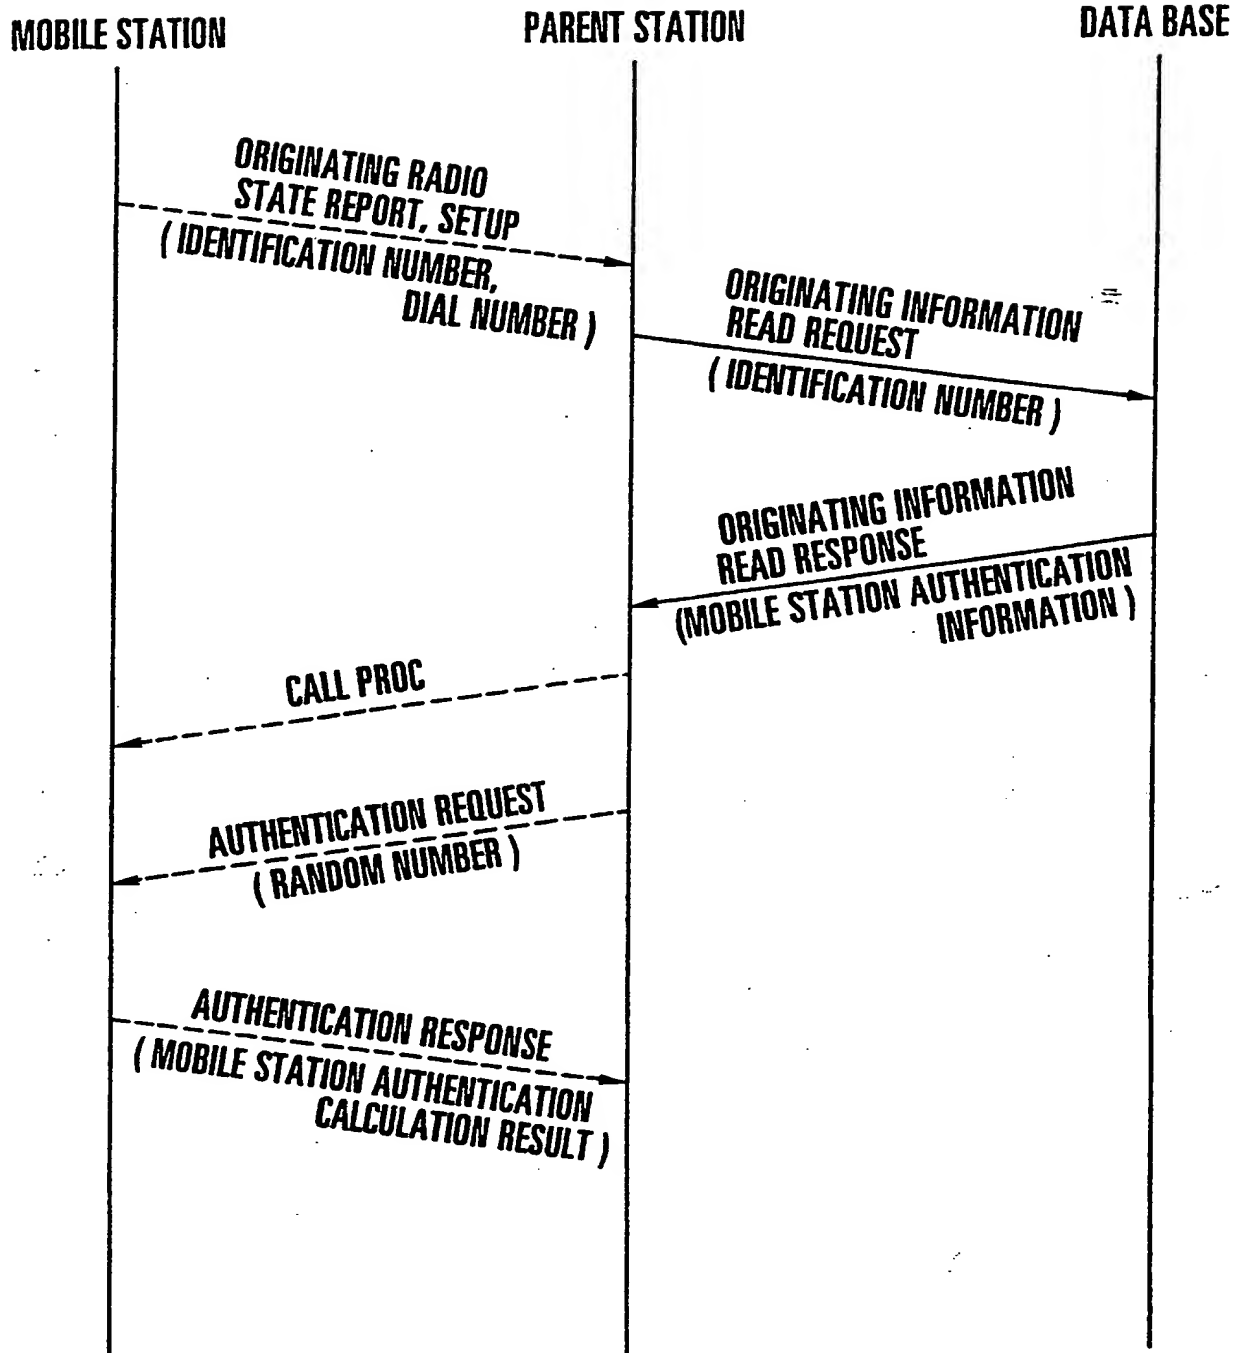 MOBILE STATION
PARENT STATION
DATA BASE
ORIGINATING RADIO
STATE REPORT, SETUP
( IDENTIFICATION NUMBER,
DIAL NUMBER )
ORIGINATING INFORMATION
READ REQUEST
( IDENTIFICATION NUMBER )
ORIGINATING INFORMATION
READ RESPONSE
(MOBILE STATION AUTHENTICATION
INFORMATION )
CALL PROC
AUTHENTICATION REQUEST
( RANDOM NUMBER )
AUTHENTICATION RESPONSE
( MOBILE STATION AUTHENTICATION
CALCULATION RESULT )